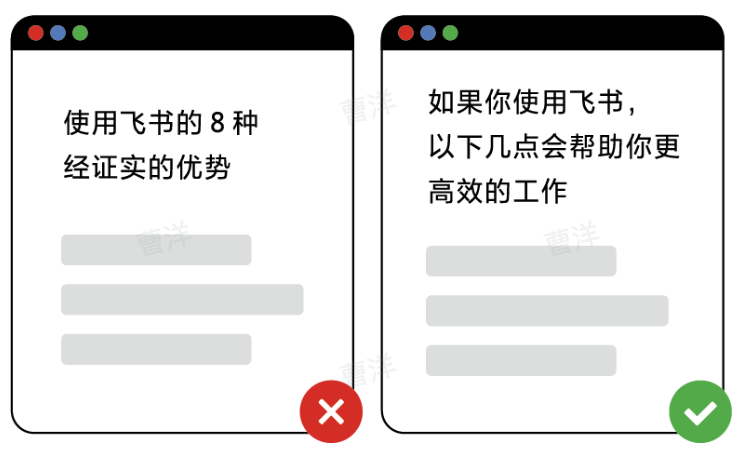 使用飞书的 8 种
经证实的优势
如果你使用飞书，
以下几点会帮助你更
高效的工作
曹洋
曹洋
曹洋
曹洋